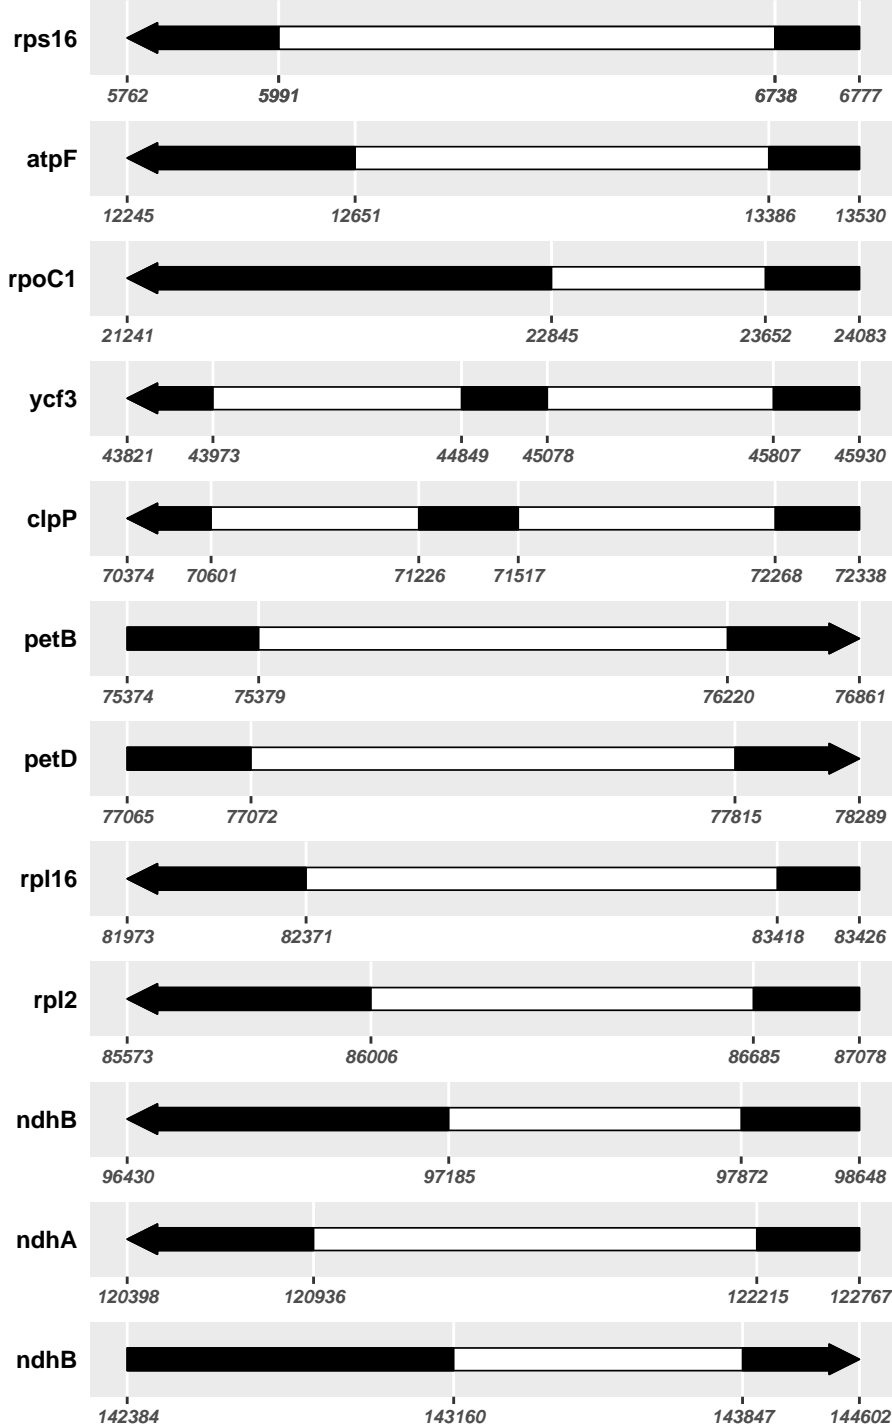 rps16
5762 5991 6738 6777
atpF
12245 12651 13386 13530
rpoC1
21241 22845 23652 24083
ycf3
43821 43973 44849 45078 45807 45930
clpP
70374 70601 71226 71517 72268 72338
petB
75374 75379 76220 76861
petD
77065 77072 77815 78289
rpl16
81973 82371 83418 83426
rpl2
85573 86006 86685 87078
ndhB
96430 97185 97872 98648
ndhA
120398 120936 122215 122767
ndhB
142384 143160 143847 144602